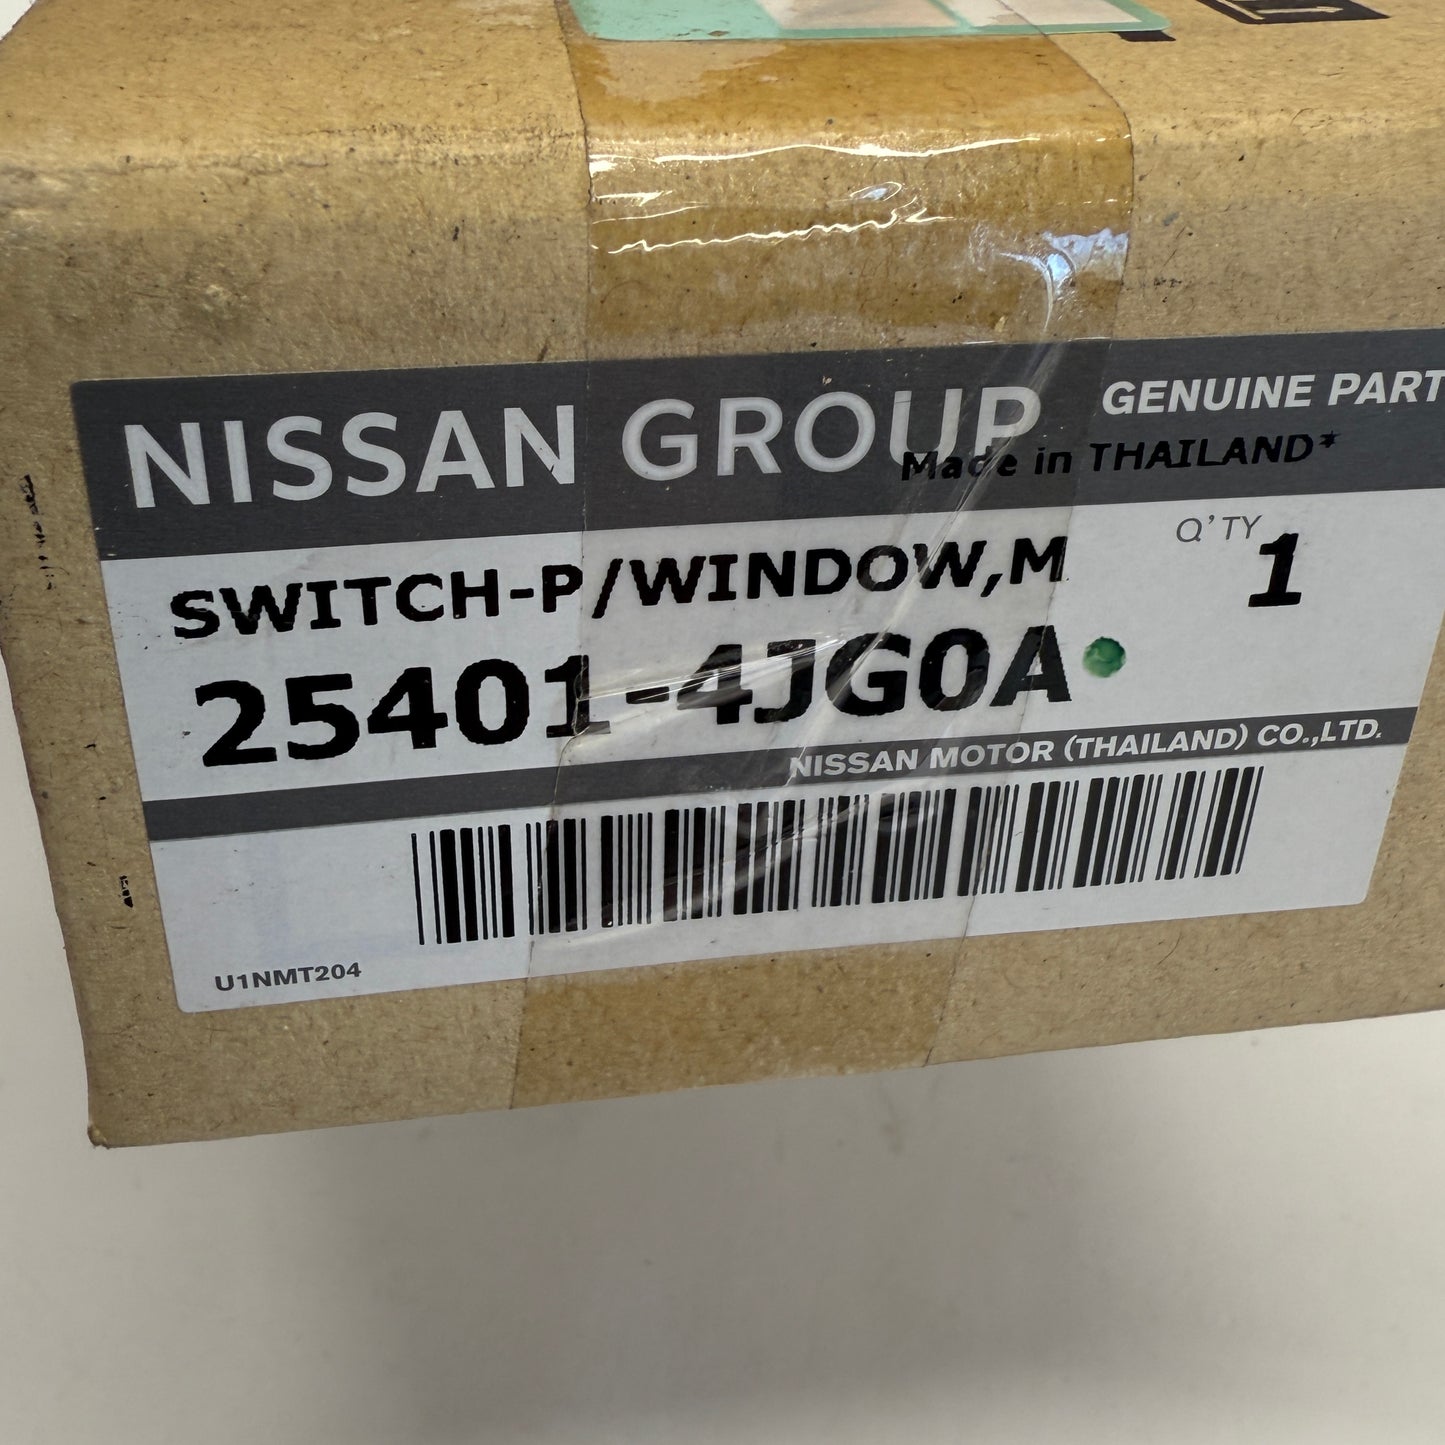 NISSAN GROUP
GENUINE PART
Made in THAILAND*
SWITCH-P/WINDOW,M
Q'TY 1
25401-4JG0A
NISSAN MOTOR (THAILAND) CO.,LTD.
U1NMT204